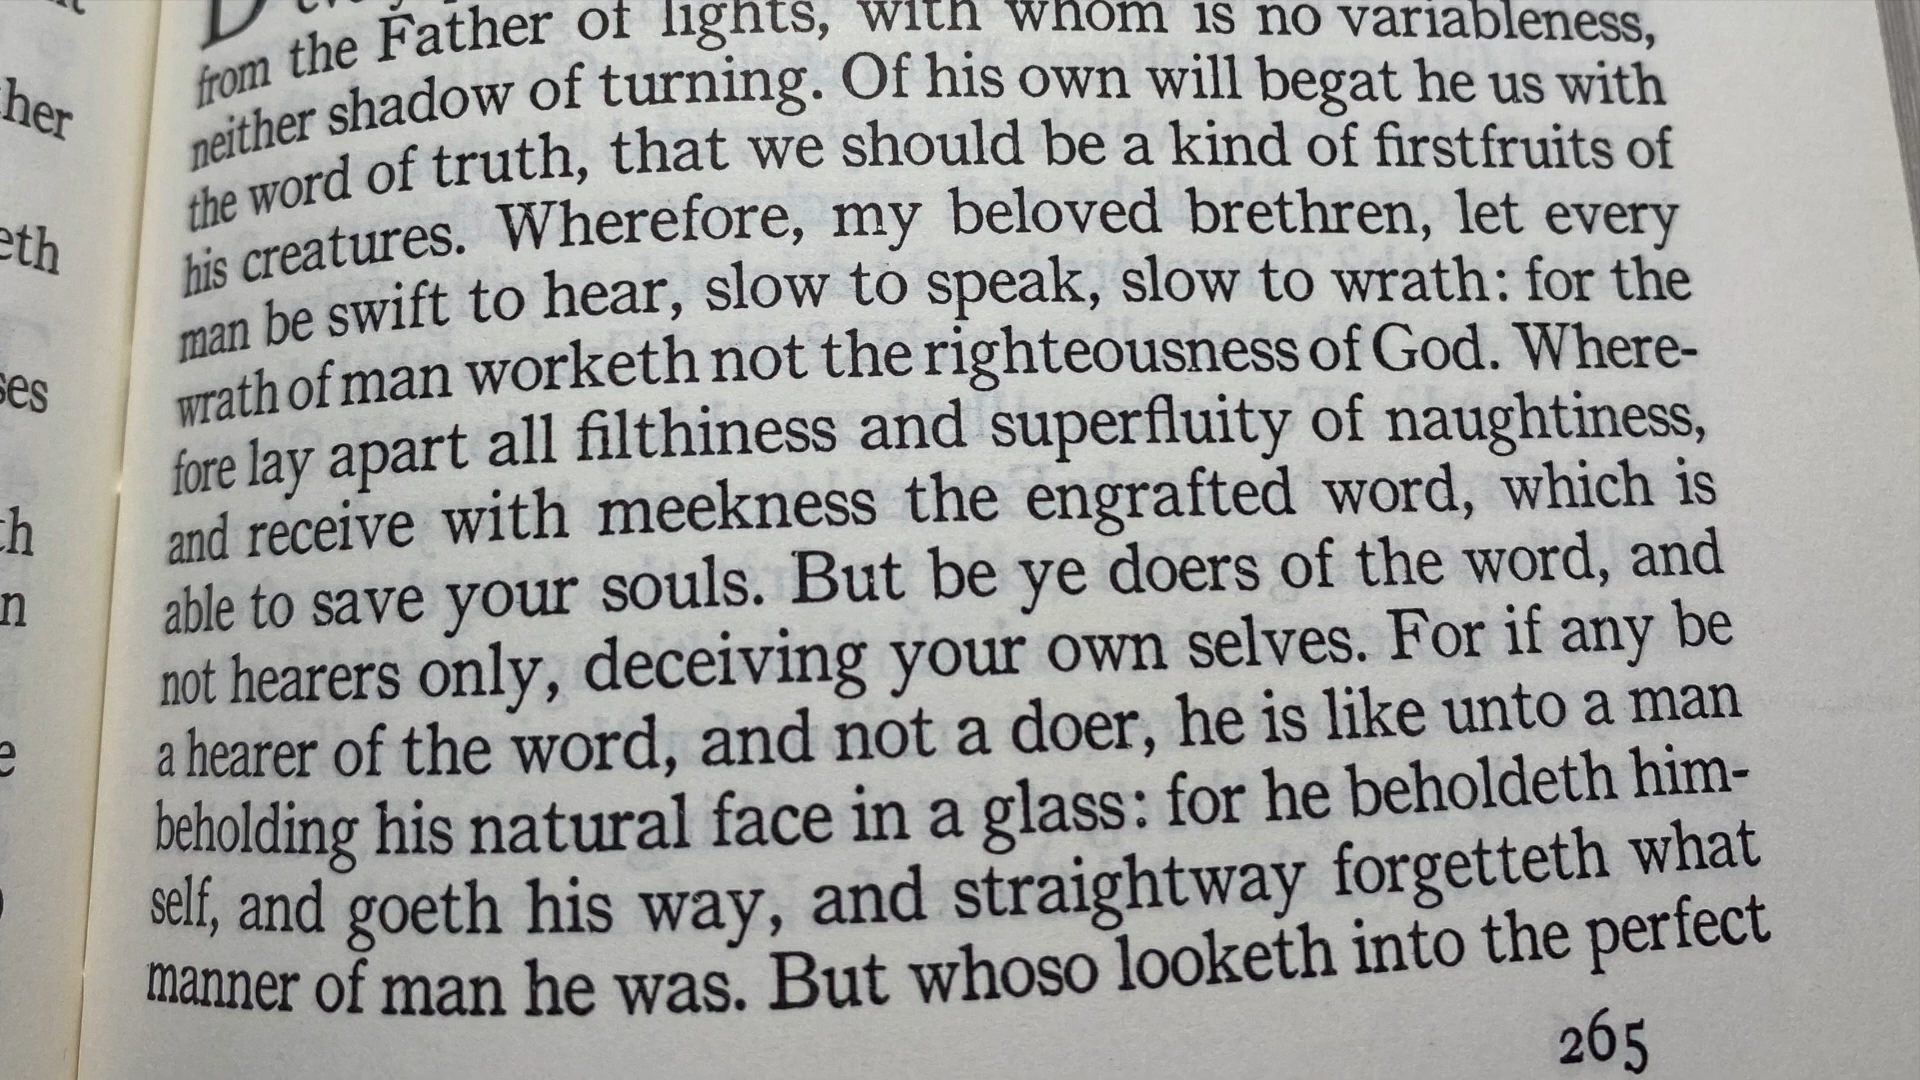 from the Father of lights, with whom is no variableness,
neither shadow of turning. Of his own will begat he us with
the word of truth, that we should be a kind of firstfruits of
his creatures. Wherefore, my beloved brethren, let every
man be swift to hear, slow to speak, slow to wrath: for the
wrath of man worketh not the righteousness of God. Where-
fore lay apart all filthiness and superfluity of naughtiness,
and receive with meekness the engrafted word, which is
able to save your souls. But be ye doers of the word, and
not hearers only, deceiving your own selves. For if any be
a hearer of the word, and not a doer, he is like unto a man
beholding his natural face in a glass: for he beholdeth him-
self, and goeth his way, and straightway forgetteth what
manner of man he was. But whoso looketh into the perfect
265